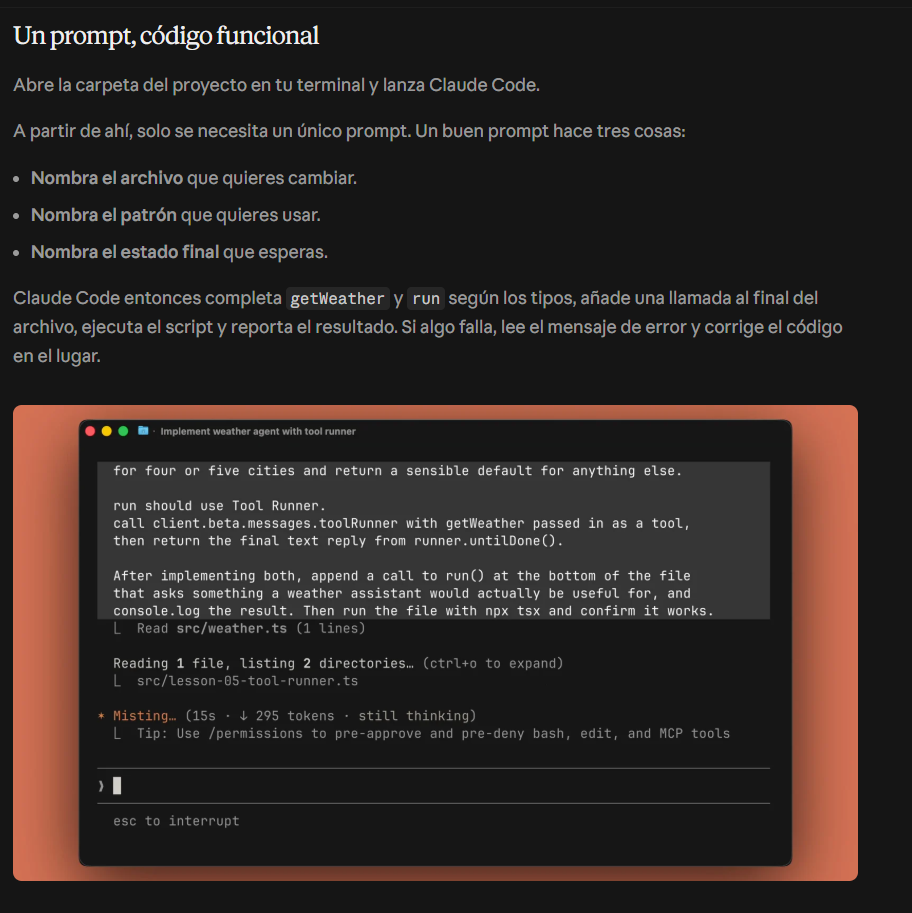 Un prompt, código funcional
Abre la carpeta del proyecto en tu terminal y lanza Claude Code.
A partir de ahí, solo se necesita un único prompt. Un buen prompt hace tres cosas:
• Nombra el archivo que quieres cambiar.
• Nombra el patrón que quieres usar.
• Nombra el estado final que esperas.
Claude Code entonces completa getWeather y run según los tipos, añade una llamada al final del
archivo, ejecuta el script y reporta el resultado. Si algo falla, lee el mensaje de error y corrige el código
en el lugar.
· Implement weather agent with tool runner
for four or five cities and return a sensible default for anything else.
run should use Tool Runner.
call client.beta.messages.toolRunner with getWeather passed in as a tool,
then return the final text reply from runner.untilDone().
After implementing both, append a call to run() at the bottom of the file
that asks something a weather assistant would actually be useful for, and
console.log the result. Then run the file with npx tsx and confirm it works.
⎿ Read src/weather.ts (1 lines)
Reading 1 file, listing 2 directories… (ctrl+o to expand)
⎿ src/lesson-05-tool-runner.ts
* Misting… (15s · ↓ 295 tokens · still thinking)
⎿ Tip: Use /permissions to pre-approve and pre-deny bash, edit, and MCP tools
❯
esc to interrupt